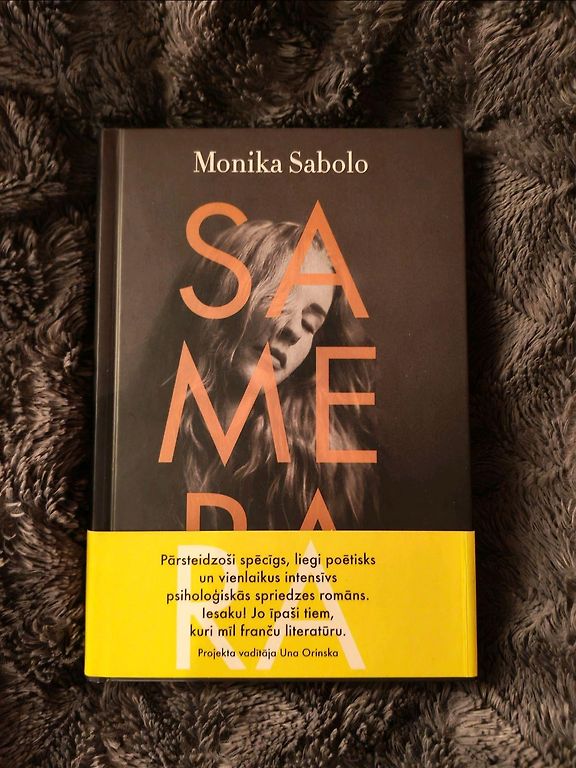 Monika Sabolo
SA
ME
RA
Pārsteidzoši spēcīgs, liegi poētisks
un vienlaikus intensīvs
psiholoģiskās spriedzes romāns.
Iesaku! Jo īpaši tiem,
kuri mīl franču literatūru.
Projekta vadītāja Una Orinska